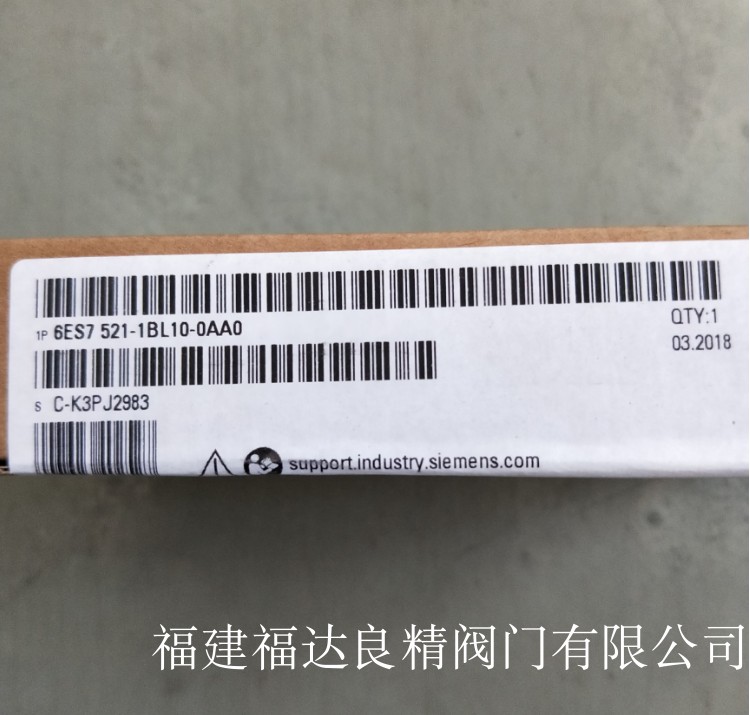 1P 6ES7 521-1BL10-0AA0
QTY:1
03.2018
S C-K3PJ2983
support.industry.siemens.com
福建福达良精阀门有限公司